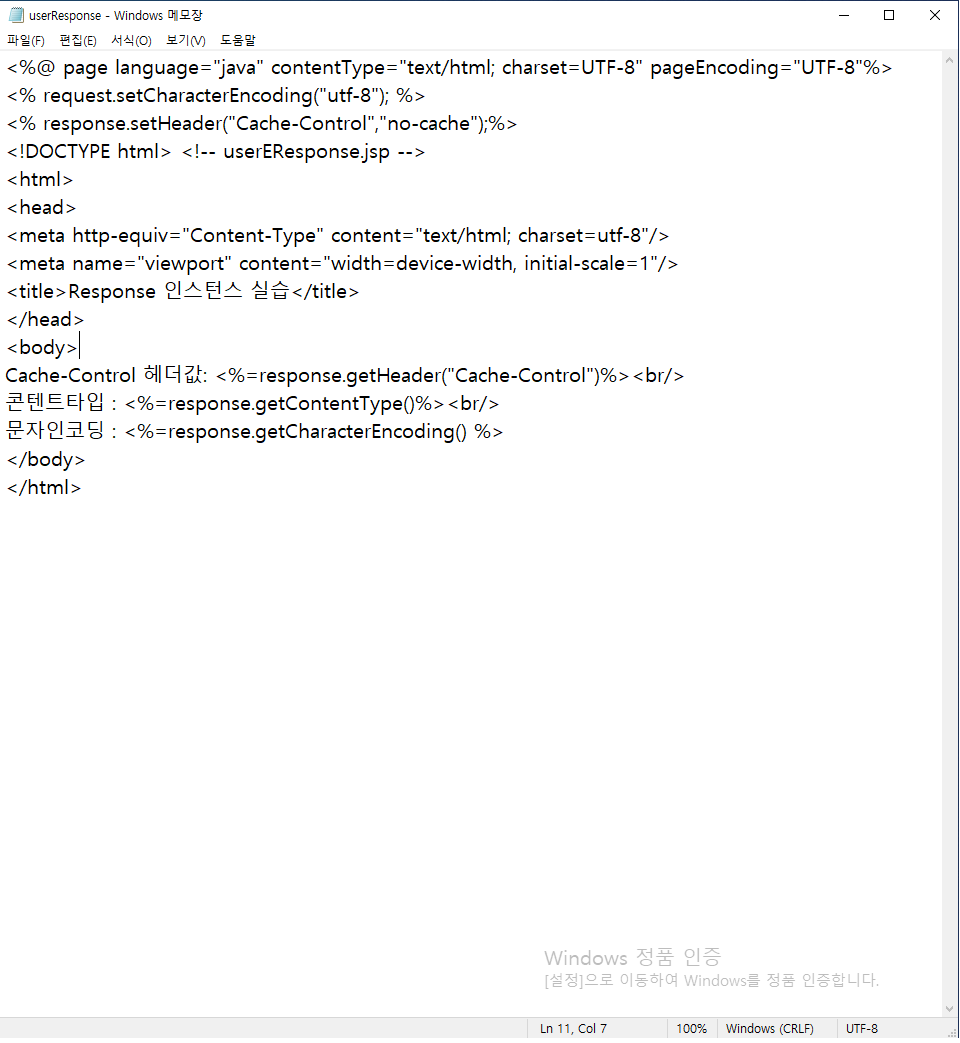 userResponse - Windows 메모장
파일(F) 편집(E) 서식(O) 보기(V) 도움말
<%@ page language="java" contentType="text/html; charset=UTF-8" pageEncoding="UTF-8"%>
<% request.setCharacterEncoding("utf-8"); %>
<% response.setHeader("Cache-Control","no-cache");%>
<!DOCTYPE html> <!-- userEResponse.jsp -->
<html>
<head>
<meta http-equiv="Content-Type" content="text/html; charset=utf-8"/>
<meta name="viewport" content="width=device-width, initial-scale=1"/>
<title>Response 인스턴스 실습</title>
</head>
<body>
Cache-Control 헤더값: <%=response.getHeader("Cache-Control")%><br/>
콘텐트타입 : <%=response.getContentType()%><br/>
문자인코딩 : <%=response.getCharacterEncoding() %>
</body>
</html>
Windows 정품 인증
[설정]으로 이동하여 Windows를 정품 인증합니다.
Ln 11, Col 7 100% Windows (CRLF) UTF-8